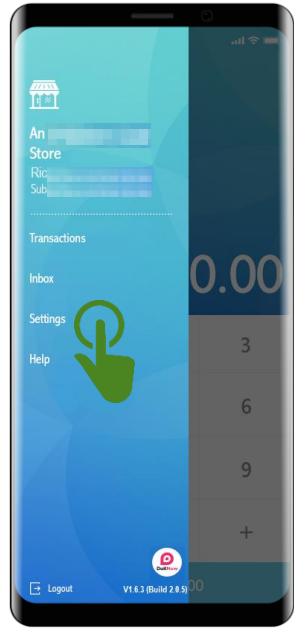 An
Store
Ric
Sub
Transactions
Inbox
0.00
Settings
3
Help
6
9
+
DuitNow
Logout
V1.6.3 (Build 2.0.5)
00